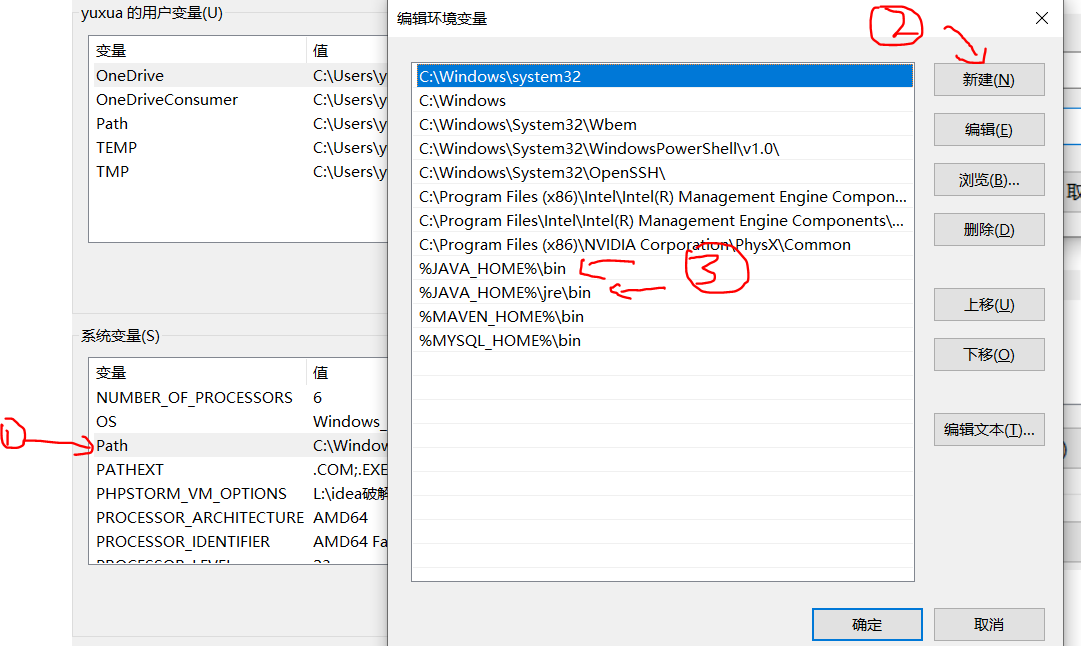 yuxua 的用户变量(U)
变量 值
OneDrive C:\Users\y
OneDriveConsumer C:\Users\y
Path C:\Users\y
TEMP C:\Users\y
TMP C:\Users\y
系统变量(S)
变量 值
NUMBER_OF_PROCESSORS 6
OS Windows_
① Path C:\Window
PATHEXT .COM;.EXE
PHPSTORM_VM_OPTIONS L:\idea破解
PROCESSOR_ARCHITECTURE AMD64
PROCESSOR_IDENTIFIER AMD64 Fa
PROCESSOR_LEVEL 23
编辑环境变量
②
C:\Windows\system32
C:\Windows
C:\Windows\System32\Wbem
C:\Windows\System32\WindowsPowerShell\v1.0\
C:\Windows\System32\OpenSSH\
C:\Program Files (x86)\Intel\Intel(R) Management Engine Compon...
C:\Program Files\Intel\Intel(R) Management Engine Components\...
C:\Program Files (x86)\NVIDIA Corporation\PhysX\Common
%JAVA_HOME%\bin
③
%JAVA_HOME%\jre\bin
%MAVEN_HOME%\bin
%MYSQL_HOME%\bin
新建(N)
编辑(E)
浏览(B)...
删除(D)
上移(U)
下移(O)
编辑文本(T)...
确定
取消
取
)